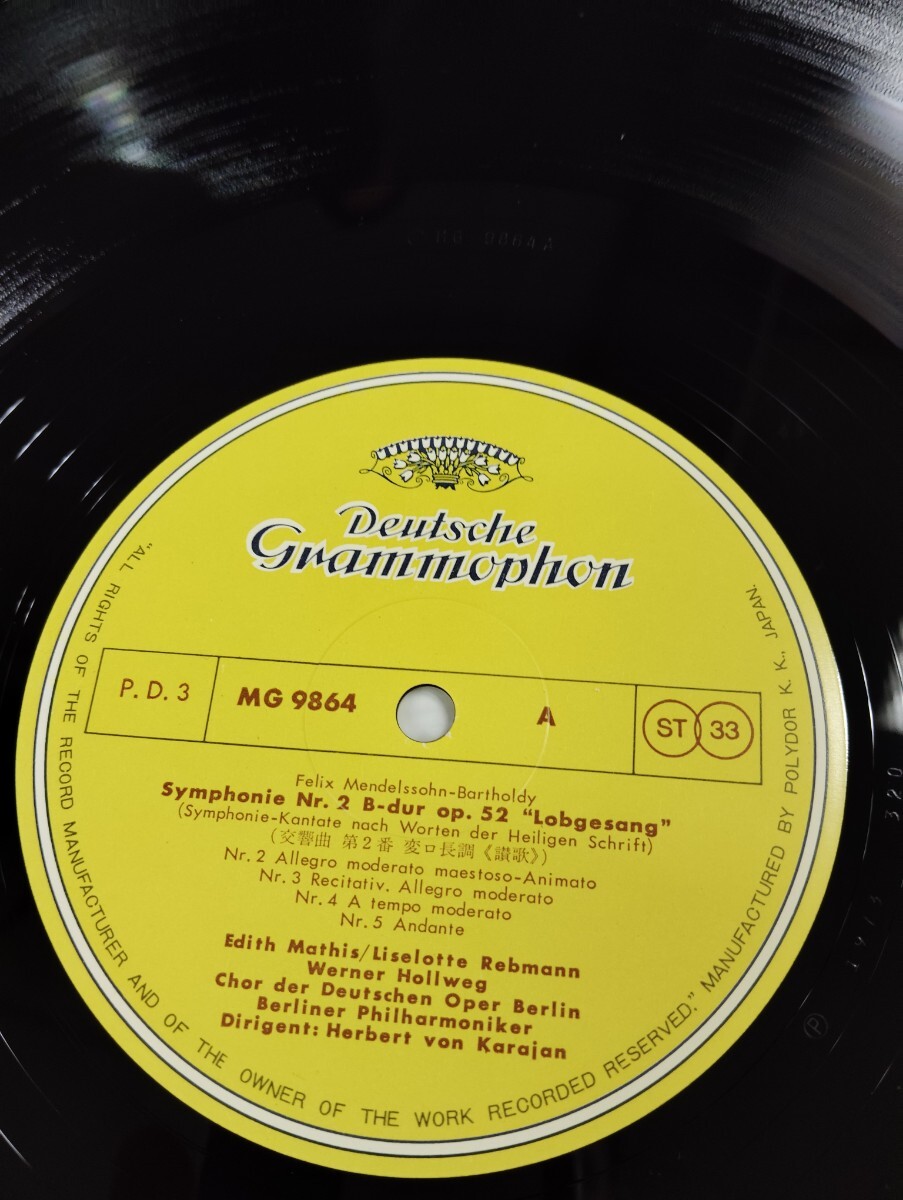 Deutsche
Grammophon
P. D. 3
MG 9864
A
ST 33
Felix Mendelssohn-Bartholdy
Symphonie Nr. 2 B-dur op. 52 "Lobgesang"
(Symphonie-Kantate nach Worten der Heiligen Schrift)
(交響曲 第2番 変ロ長調《讃歌》)
Nr. 2 Allegro moderato maestoso-Animato
Nr. 3 Recitativ. Allegro moderato
Nr. 4 A tempo moderato
Nr. 5 Andante
Edith Mathis/Liselotte Rebmann
Werner Hollweg
Chor der Deutschen Oper Berlin
Berliner Philharmoniker
Dirigent: Herbert von Karajan
"ALL RIGHTS OF THE RECORD MANUFACTURER AND OF THE OWNER OF THE WORK RECORDED RESERVED." MANUFACTURED BY POLYDOR K. K., JAPAN.
9864 A
320
Ⓟ